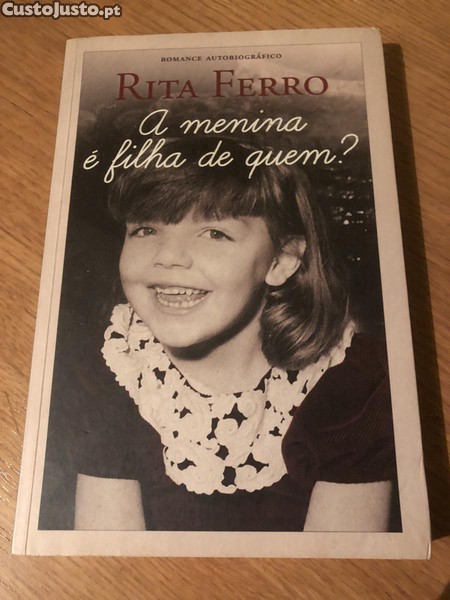 CustoJusto.pt
ROMANCE AUTOBIOGRÁFICO
RITA FERRO
A menina
é filha de quem?